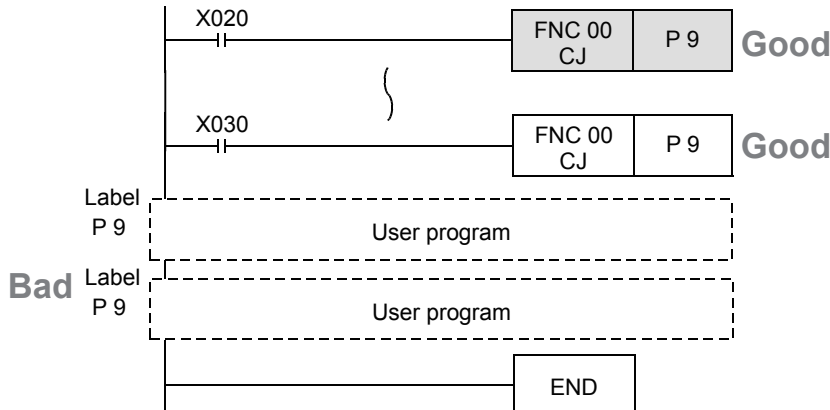 X020
FNC 00
CJ
P 9
Good
X030
FNC 00
CJ
P 9
Good
Label
P 9
User program
Bad
Label
P 9
User program
END